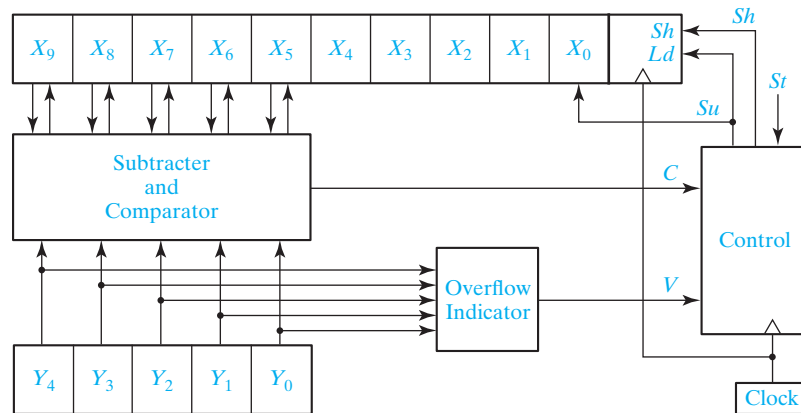 X₉ X₈ X₇ X₆ X₅ X₄ X₃ X₂ X₁ X₀
Sh
Ld
Sh
St
Su
Subtracter
and
Comparator
C
Control
Overflow
Indicator
V
Y₄ Y₃ Y₂ Y₁ Y₀
Clock